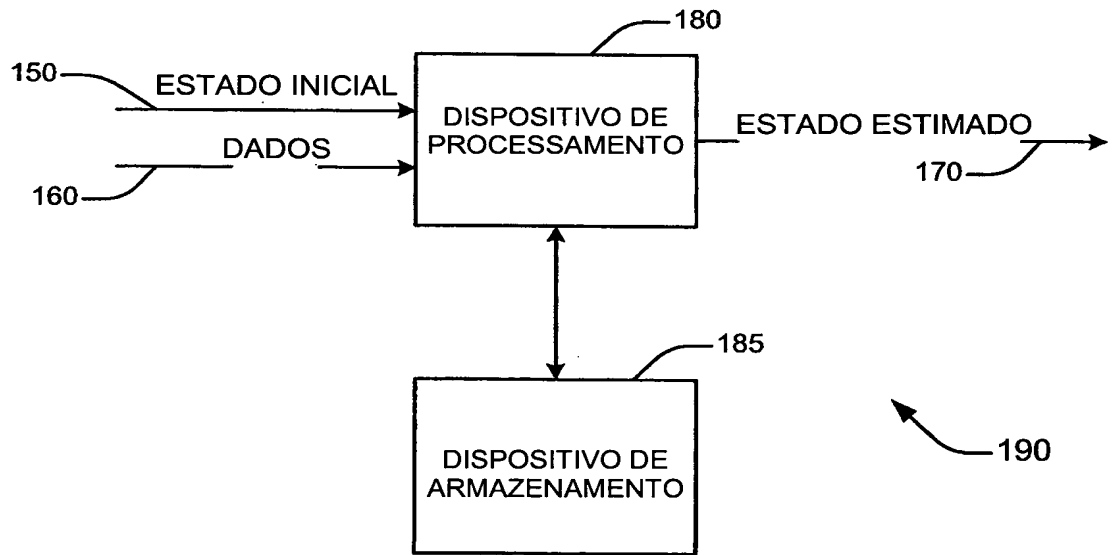 180
150
ESTADO INICIAL
DADOS
160
DISPOSITIVO DE
PROCESSAMENTO
ESTADO ESTIMADO
170
185
DISPOSITIVO DE
ARMAZENAMENTO
190